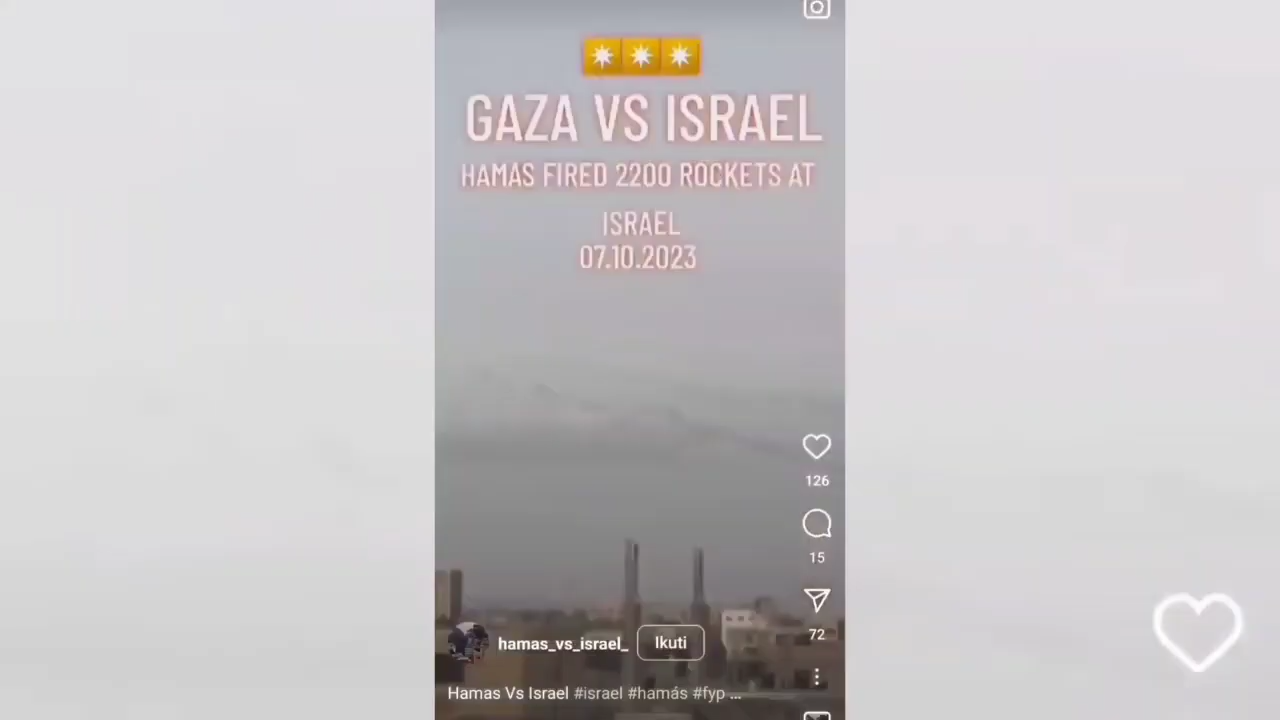 GAZA VS ISRAEL
HAMAS FIRED 2200 ROCKETS AT
ISRAEL
07.10.2023
126
15
72
hamas_vs_israel_ Ikuti
Hamas Vs Israel #israel #hamás #fyp ...